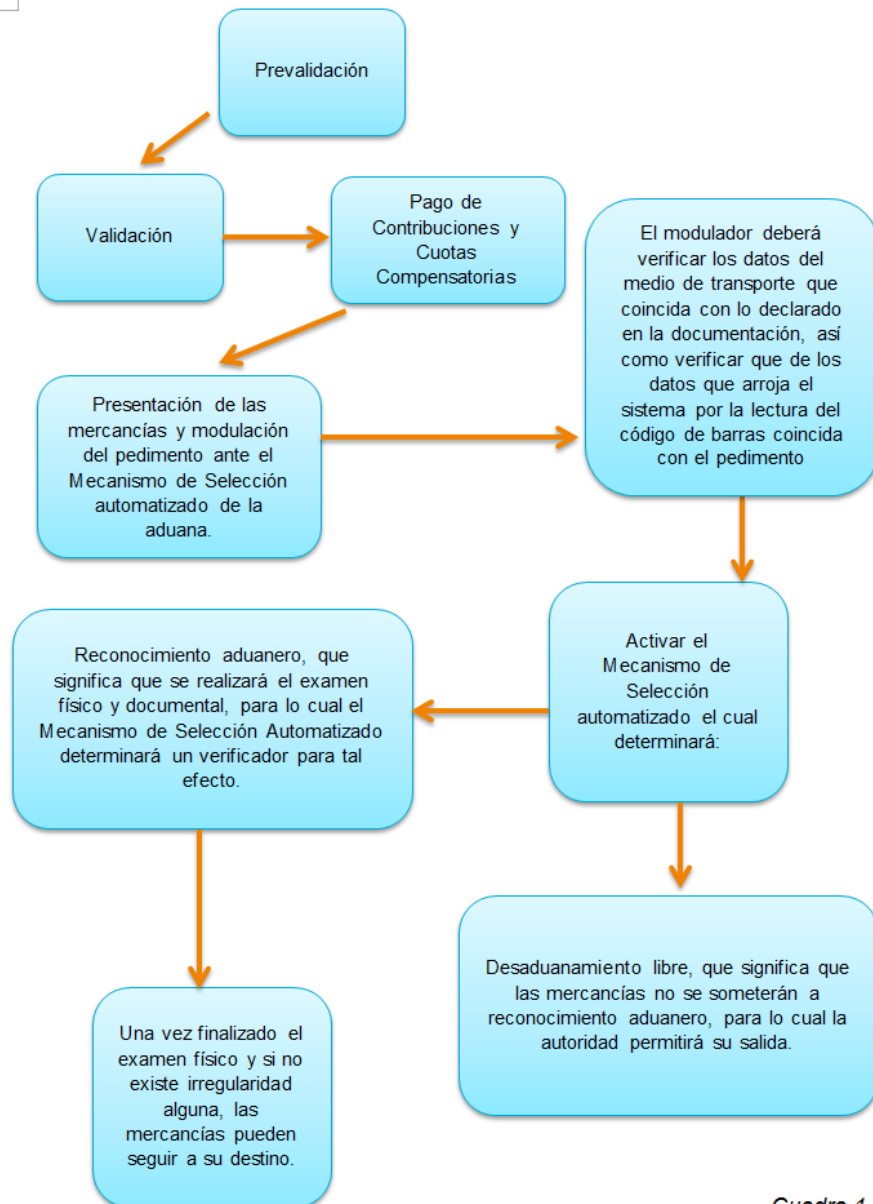 Prevalidación
Validación
Pago de
Contribuciones y
Cuotas
Compensatorias
Presentación de las
mercancías y modulación
del pedimento ante el
Mecanismo de Selección
automatizado de la
aduana.
El modulador deberá
verificar los datos del
medio de transporte que
coincida con lo declarado
en la documentación, así
como verificar que de los
datos que arroja el
sistema por la lectura del
código de barras coincida
con el pedimento
Activar el
Mecanismo de
Selección
automatizado el cual
determinará:
Reconocimiento aduanero, que
significa que se realizará el examen
físico y documental, para lo cual el
Mecanismo de Selección Automatizado
determinará un verificador para tal
efecto.
Desaduanamiento libre, que significa que
las mercancías no se someterán a
reconocimiento aduanero, para lo cual la
autoridad permitirá su salida.
Una vez finalizado el
examen físico y si no
existe irregularidad
alguna, las
mercancías pueden
seguir a su destino.
Cuadro 1